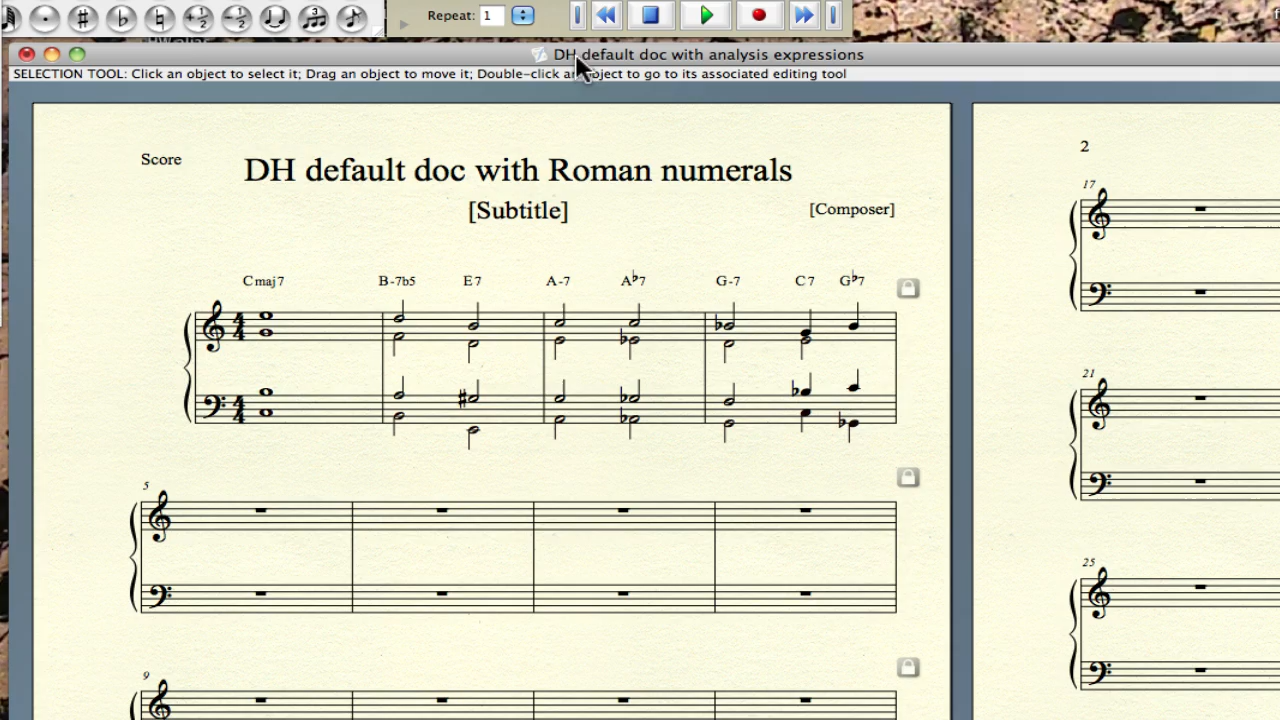 Repeat: 1
DH default doc with analysis expressions
SELECTION TOOL: Click an object to select it; Drag an object to move it; Double-click an object to go to its associated editing tool
Score
DH default doc with Roman numerals
[Subtitle]
[Composer]
C maj7 B-7b5 E7 A-7 A♭7 G-7 C7 G♭7
5
9
2
17
21
25